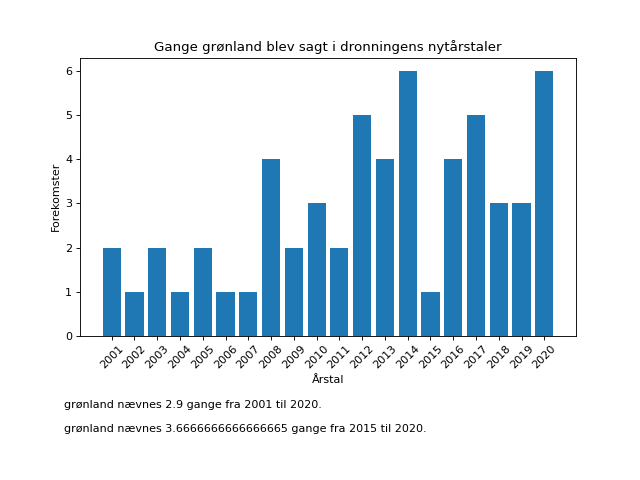 Gange grønland blev sagt i dronningens nytårstaler
Forekomster
6
5
4
3
2
1
0
2001 2002 2003 2004 2005 2006 2007 2008 2009 2010 2011 2012 2013 2014 2015 2016 2017 2018 2019 2020
Årstal
grønland nævnes 2.9 gange fra 2001 til 2020.
grønland nævnes 3.6666666666666665 gange fra 2015 til 2020.